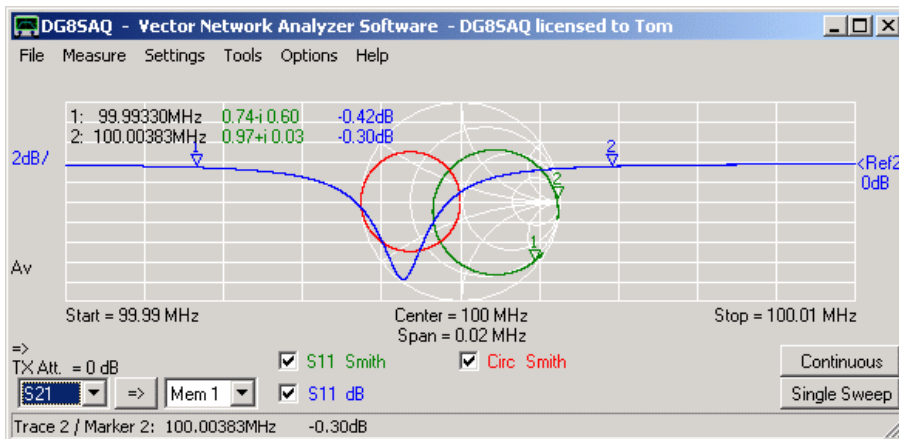 DG8SAQ - Vector Network Analyzer Software - DG8SAQ licensed to Tom
File Measure Settings Tools Options Help
1: 99.99330MHz 0.74-i 0.60 -0.42dB
2: 100.00383MHz 0.97+i 0.03 -0.30dB
1
2
2dB/
2
<Ref2
0dB
1
Av
Start = 99.99 MHz Center = 100 MHz Stop = 100.01 MHz
Span = 0.02 MHz
=>
TX Att. = 0 dB S11 Smith Circ Smith Continuous
S21 => Mem 1 S11 dB Single Sweep
Trace 2 / Marker 2: 100.00383MHz -0.30dB